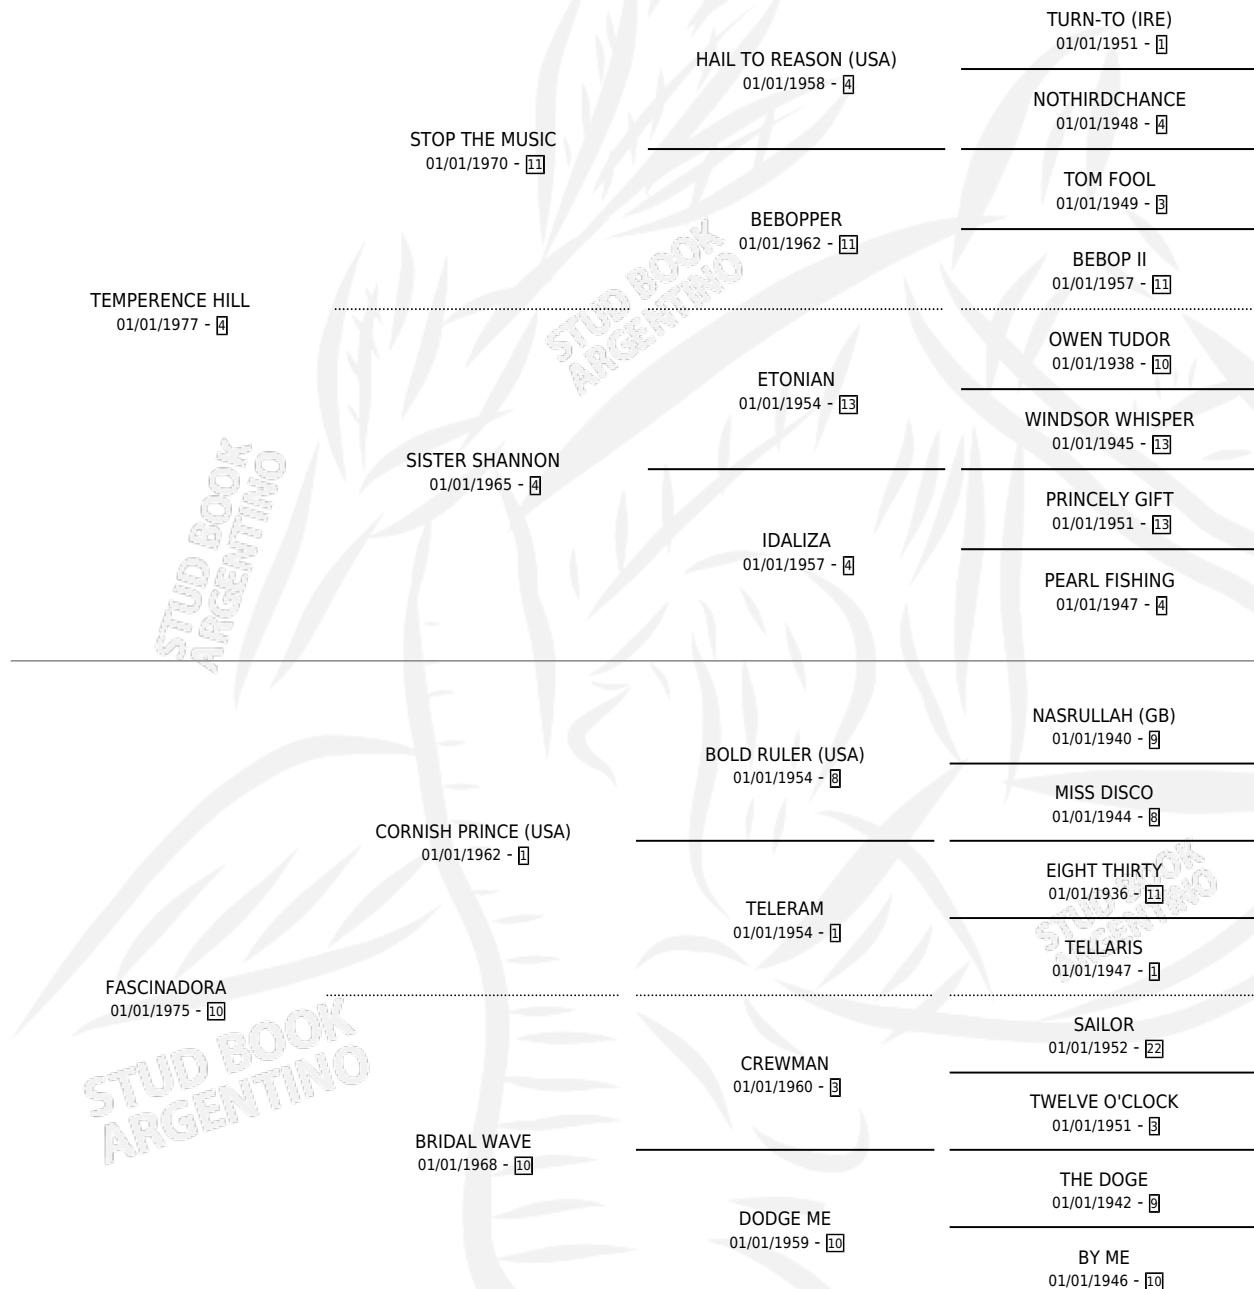 TURN-TO (IRE)
01/01/1951 - 1
HAIL TO REASON (USA)
01/01/1958 - 4
NOTHIRDCHANCE
01/01/1948 - 4
STOP THE MUSIC
01/01/1970 - 11
TOM FOOL
01/01/1949 - 3
BEBOPPER
01/01/1962 - 11
BEBOP II
01/01/1957 - 11
TEMPERENCE HILL
01/01/1977 - 4
OWEN TUDOR
01/01/1938 - 10
ETONIAN
01/01/1954 - 13
WINDSOR WHISPER
01/01/1945 - 13
SISTER SHANNON
01/01/1965 - 4
PRINCELY GIFT
01/01/1951 - 13
IDALIZA
01/01/1957 - 4
PEARL FISHING
01/01/1947 - 4
NASRULLAH (GB)
01/01/1940 - 9
BOLD RULER (USA)
01/01/1954 - 8
MISS DISCO
01/01/1944 - 8
CORNISH PRINCE (USA)
01/01/1962 - 1
EIGHT THIRTY
01/01/1936 - 11
TELERAM
01/01/1954 - 1
TELLARIS
01/01/1947 - 1
FASCINADORA
01/01/1975 - 10
SAILOR
01/01/1952 - 22
CREWMAN
01/01/1960 - 3
TWELVE O'CLOCK
01/01/1951 - 3
BRIDAL WAVE
01/01/1968 - 10
THE DOGE
01/01/1942 - 9
DODGE ME
01/01/1959 - 10
BY ME
01/01/1946 - 10
STUD BOOK
ARGENTINO
STUD BOOK
ARGENTINO
STUD BOOK
ARGENTINO
STUD BOOK
ARGENTINO